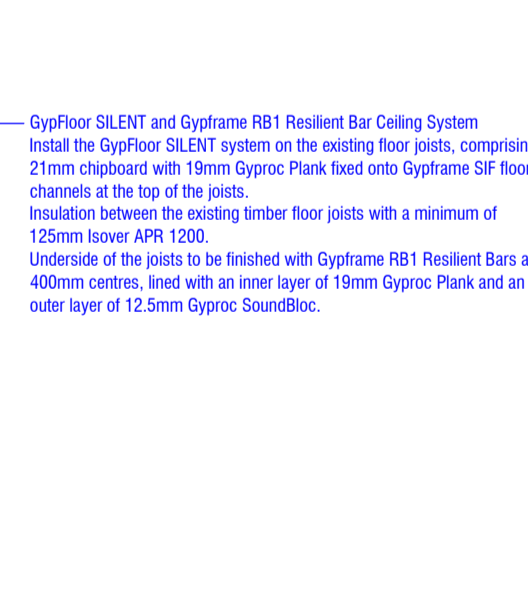 GypFloor SILENT and Gypframe RB1 Resilient Bar Ceiling System
Install the GypFloor SILENT system on the existing floor joists, comprisin
21mm chipboard with 19mm Gyproc Plank fixed onto Gypframe SIF floor
channels at the top of the joists.
Insulation between the existing timber floor joists with a minimum of
125mm Isover APR 1200.
Underside of the joists to be finished with Gypframe RB1 Resilient Bars a
400mm centres, lined with an inner layer of 19mm Gyproc Plank and an
outer layer of 12.5mm Gyproc SoundBloc.